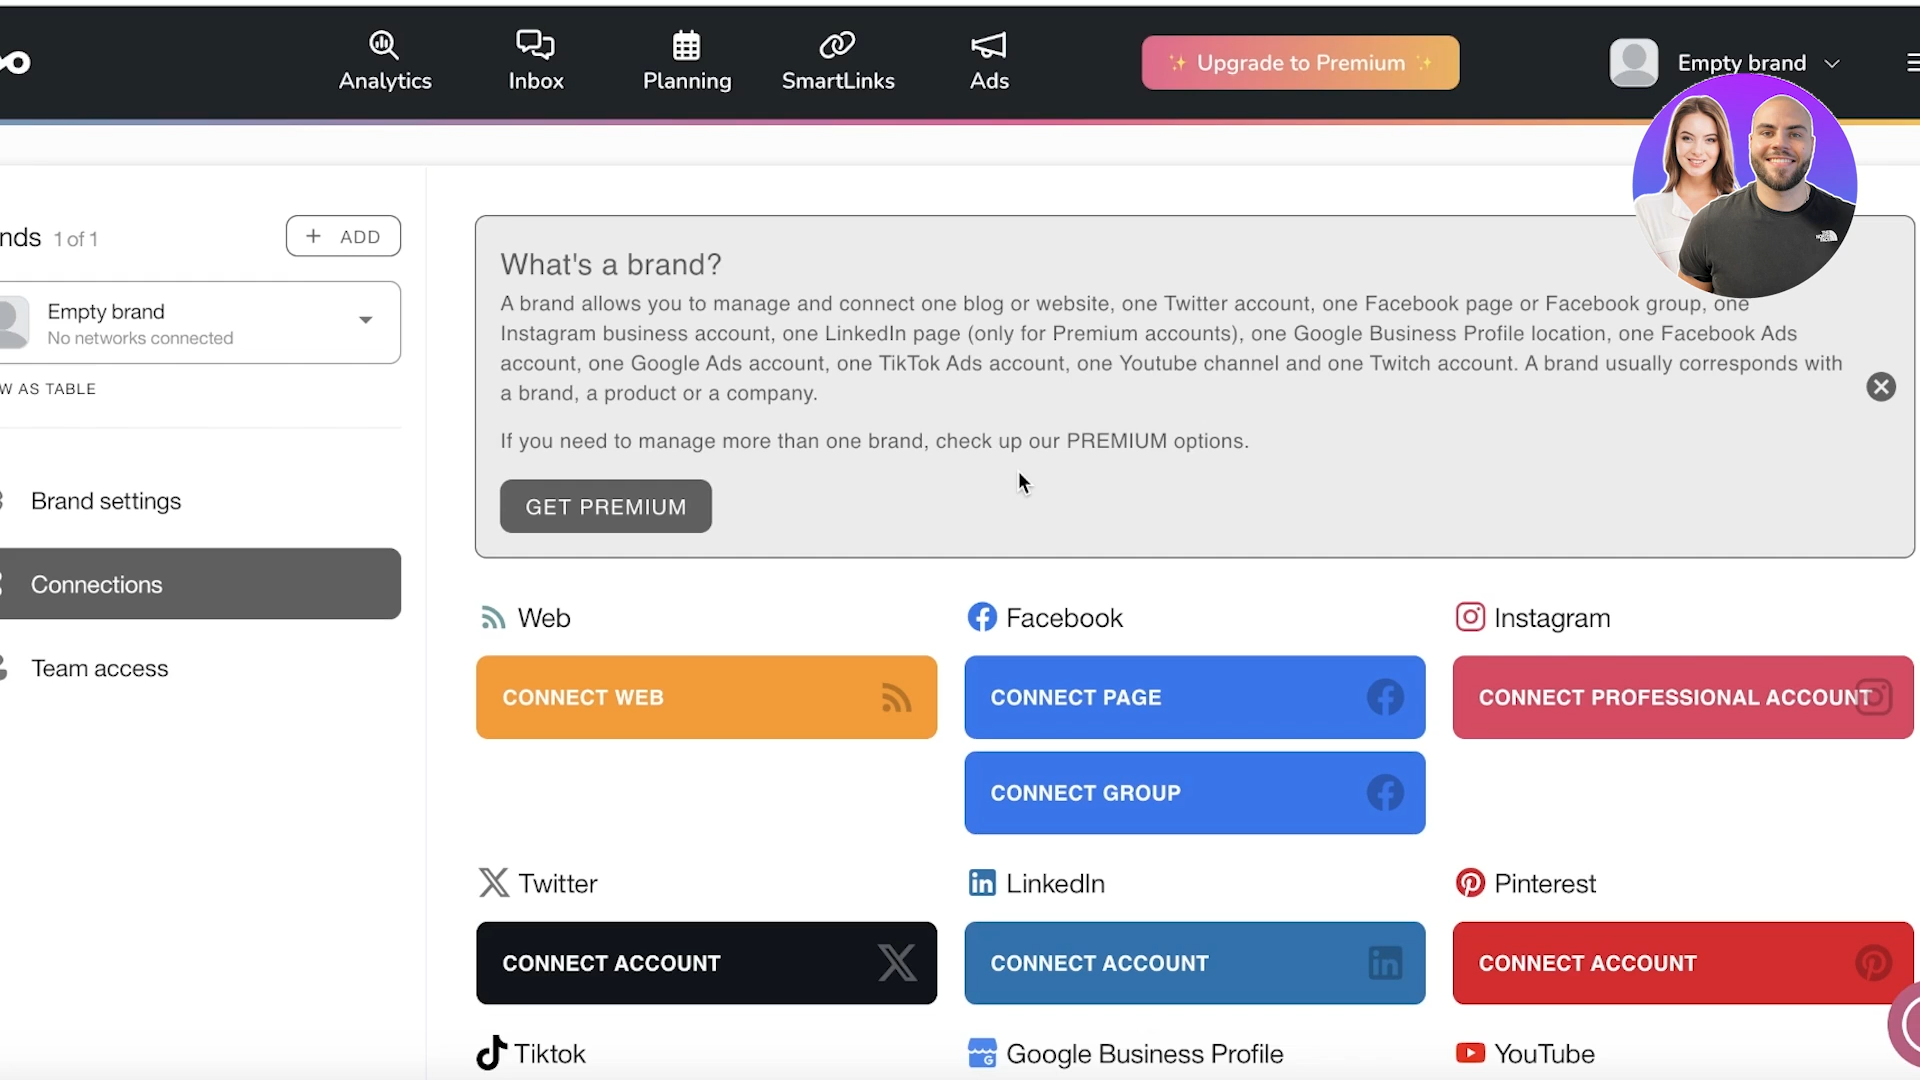 Analytics
Inbox
Planning
SmartLinks
Ads
✨ Upgrade to Premium ✨
Empty brand
nds 1 of 1
+ ADD
Empty brand
No networks connected
W AS TABLE
Brand settings
Connections
Team access
What's a brand?
A brand allows you to manage and connect one blog or website, one Twitter account, one Facebook page or Facebook group, one
Instagram business account, one LinkedIn page (only for Premium accounts), one Google Business Profile location, one Facebook Ads
account, one Google Ads account, one TikTok Ads account, one Youtube channel and one Twitch account. A brand usually corresponds with
a brand, a product or a company.
If you need to manage more than one brand, check up our PREMIUM options.
GET PREMIUM
Web
Facebook
Instagram
CONNECT WEB
CONNECT PAGE
CONNECT PROFESSIONAL ACCOUNT
CONNECT GROUP
Twitter
LinkedIn
Pinterest
CONNECT ACCOUNT
CONNECT ACCOUNT
CONNECT ACCOUNT
Tiktok
Google Business Profile
YouTube